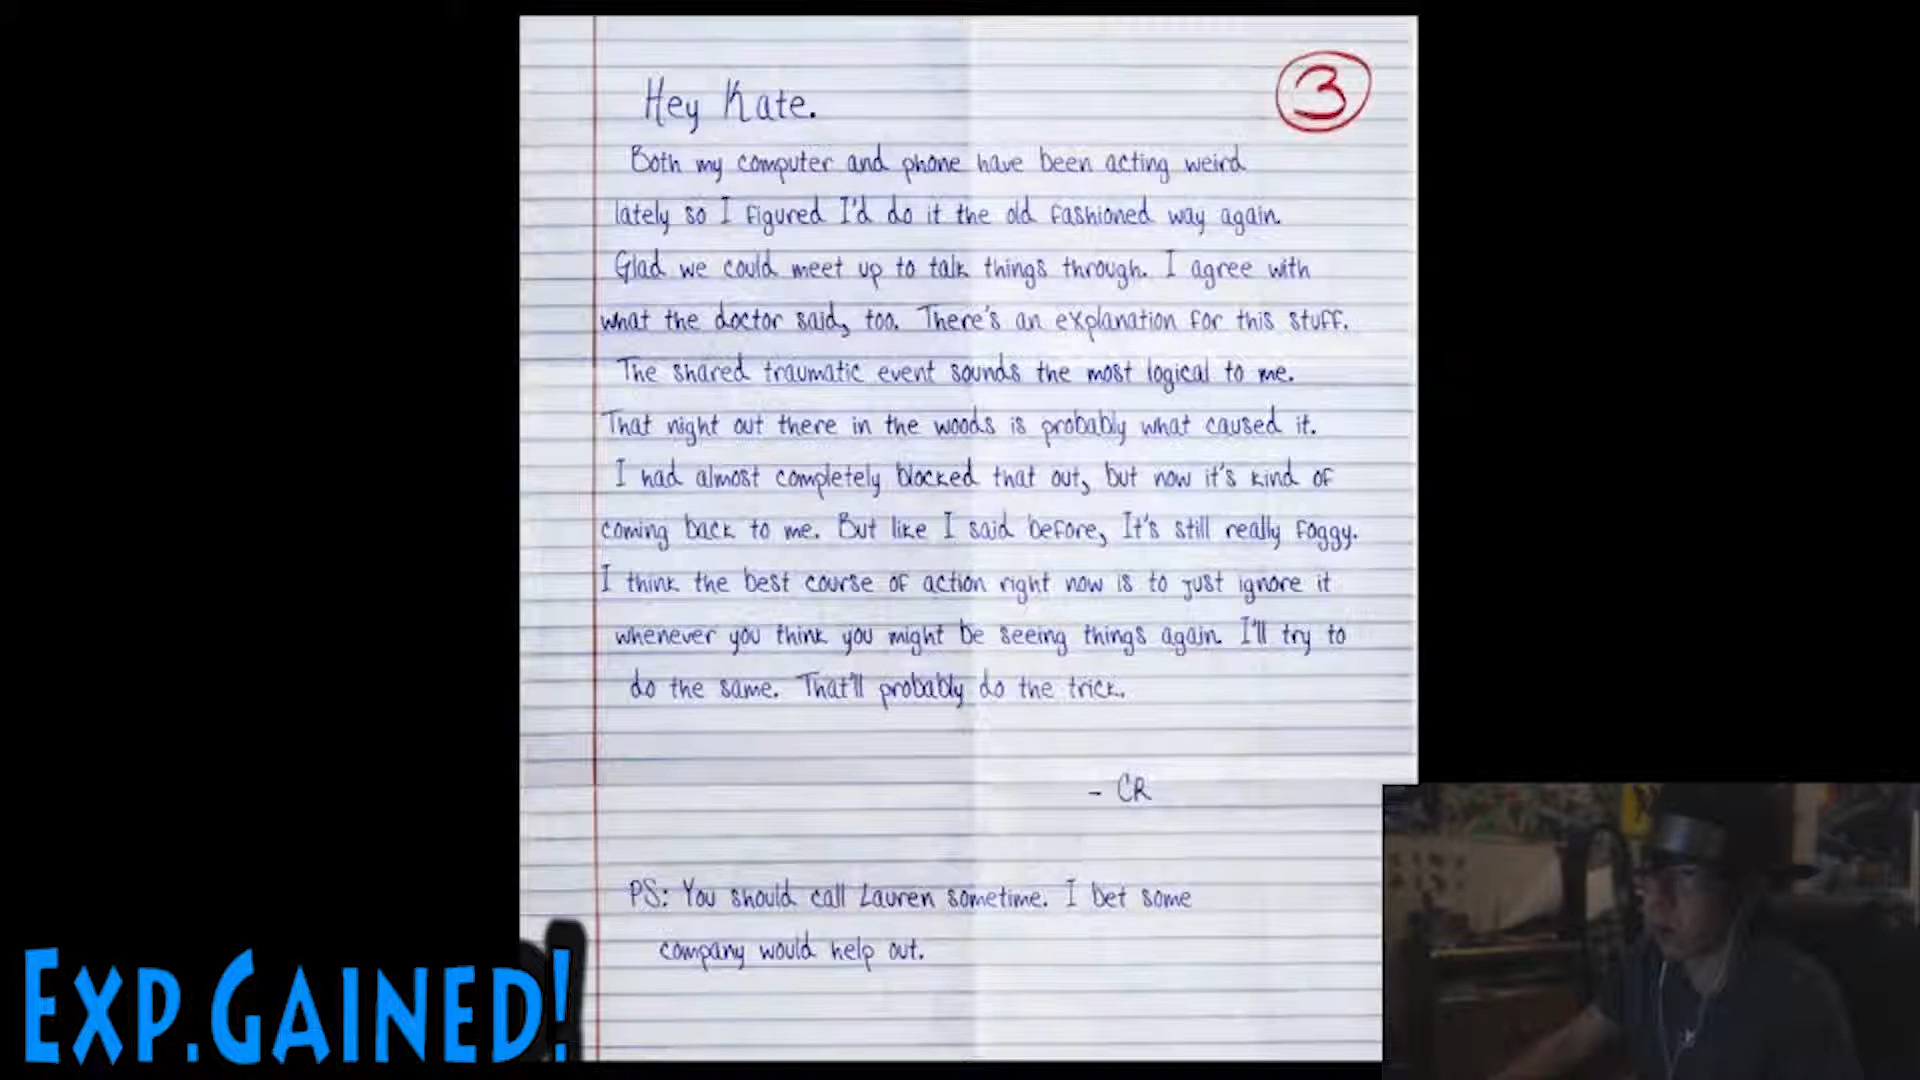 Hey Kate.
3
Both my computer and phone have been acting weird
lately so I figured I'd do it the old fashioned way again.
Glad we could meet up to talk things through. I agree with
what the doctor said, too. There's an explanation for this stuff.
The shared traumatic event sounds the most logical to me.
That night out there in the woods is probably what caused it.
I had almost completely blocked that out, but now it's kind of
coming back to me. But like I said before, It's still really foggy.
I think the best course of action right now is to just ignore it
whenever you think you might be seeing things again. I'll try to
do the same. That'll probably do the trick.
- CR
PS: You should call Lauren sometime. I bet some
company would help out.
EXP.GAINED!